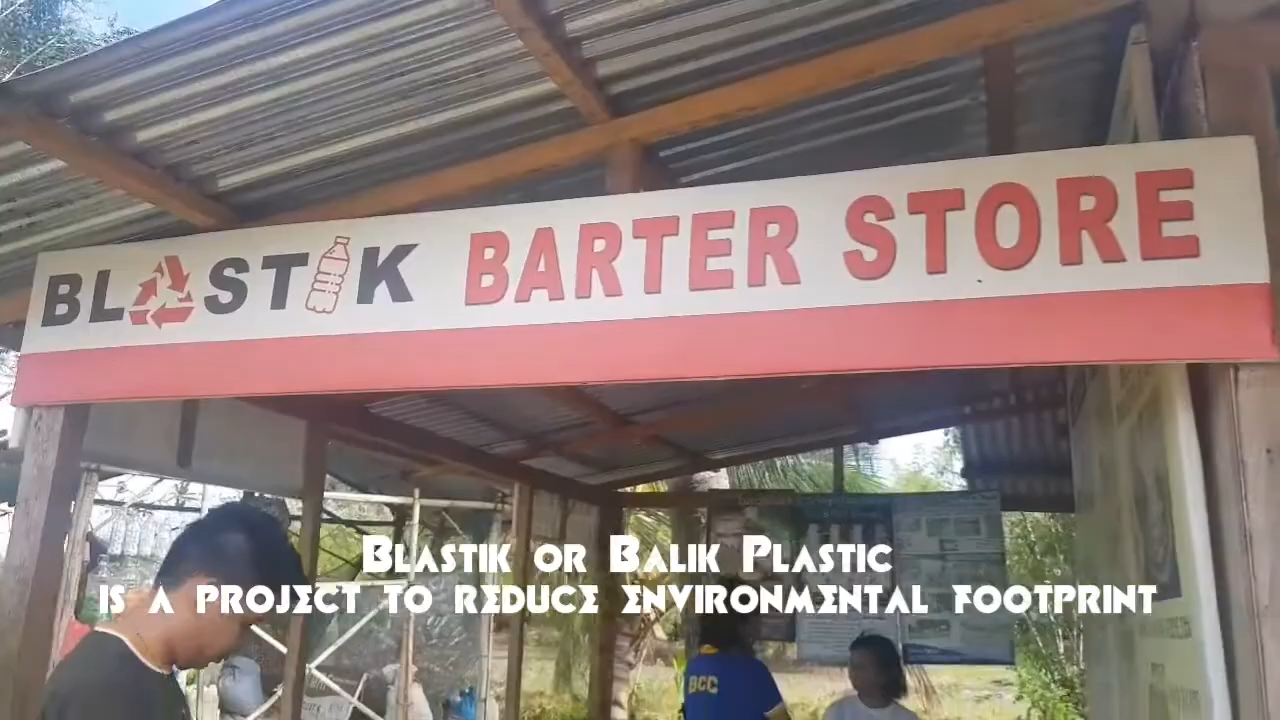 BLASTIK BARTER STORE
Blastik or Balik Plastic
is a project to reduce environmental footprint
BCC